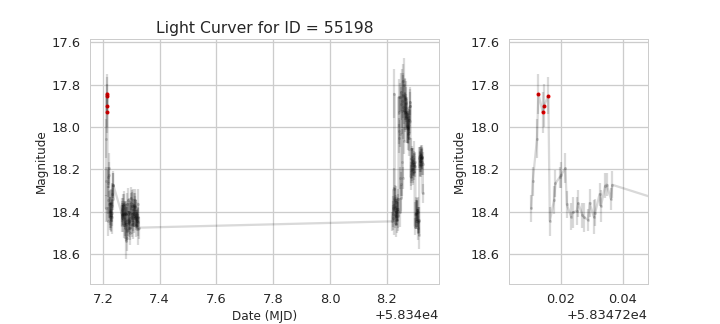 Light Curver for ID = 55198
17.6
17.8
18.0
18.2
18.4
18.6
Magnitude
7.2 7.4 7.6 7.8 8.0 8.2
Date (MJD) +5.834e4
17.6
17.8
18.0
18.2
18.4
18.6
Magnitude
0.02 0.04
+5.83472e4